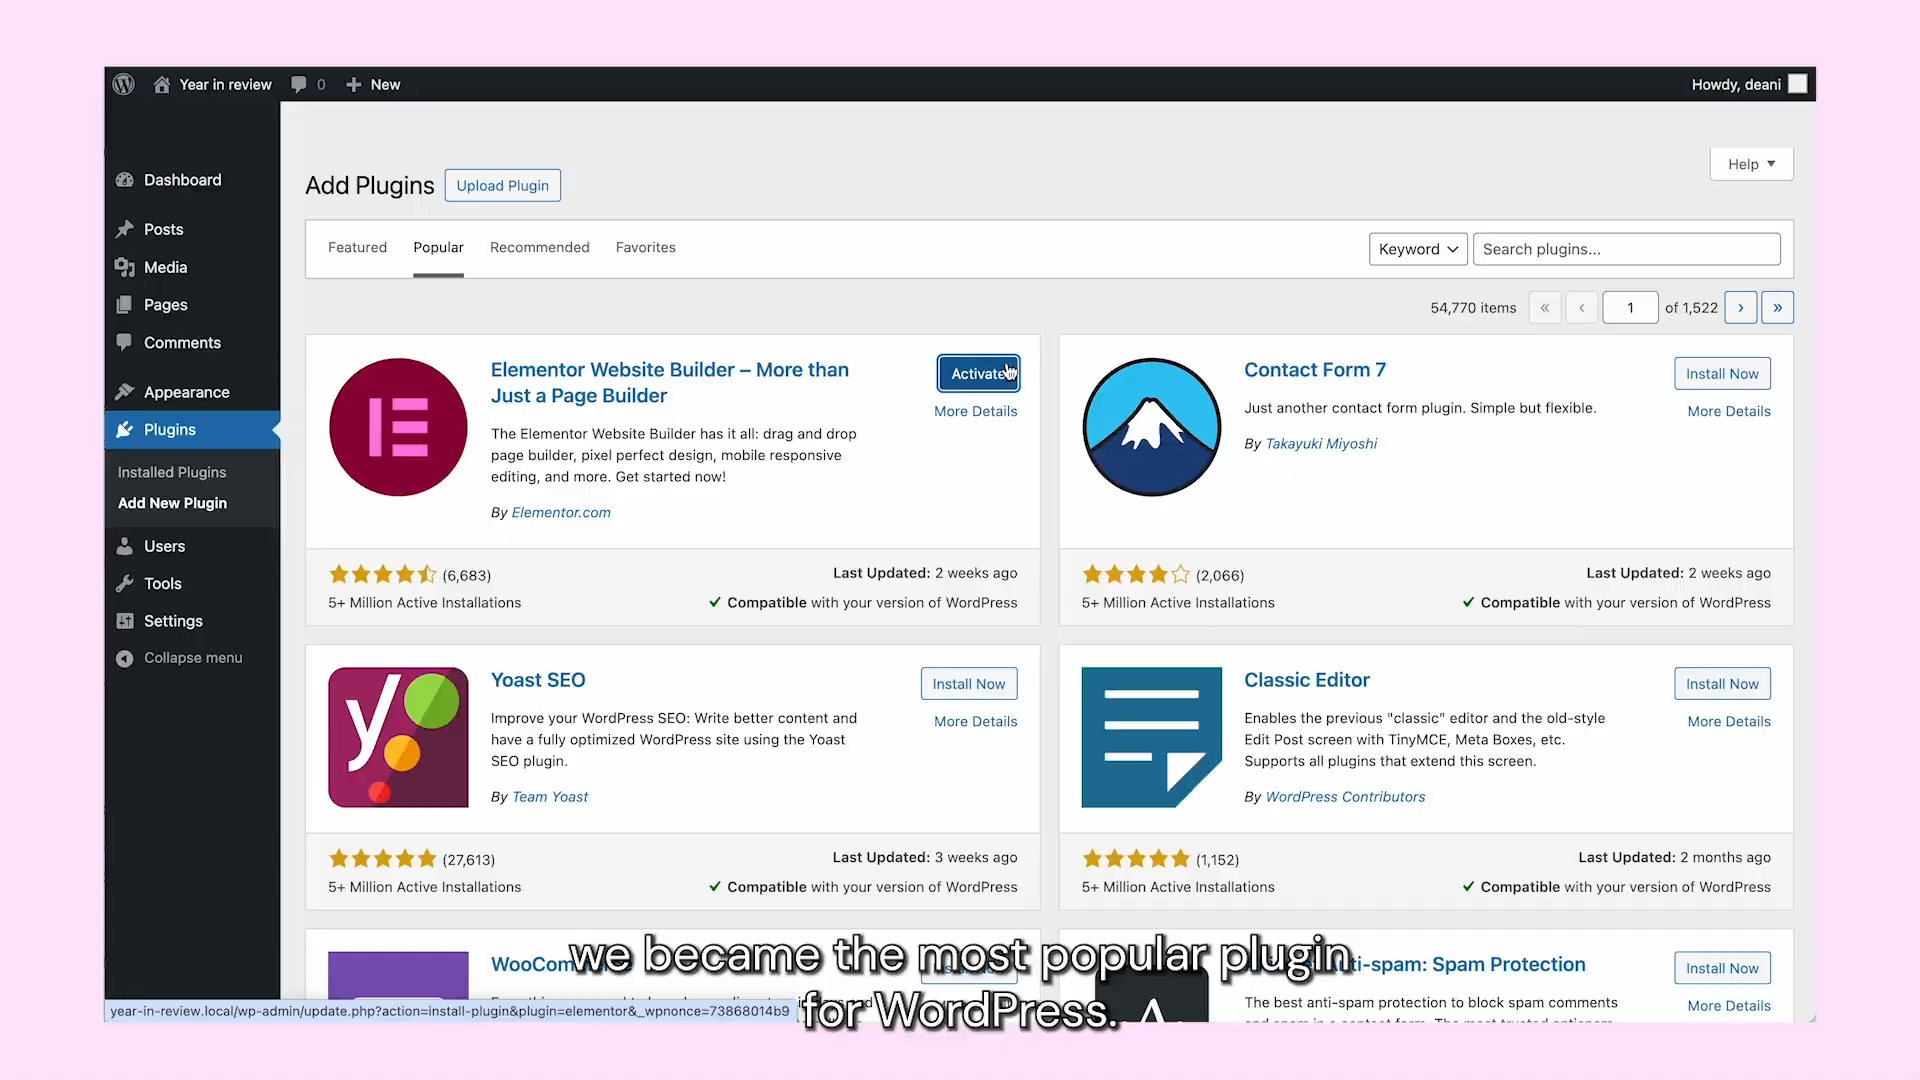 Year in review
0
New
Howdy, deani
Dashboard
Posts
Media
Pages
Comments
Appearance
Plugins
Installed Plugins
Add New Plugin
Users
Tools
Settings
Collapse menu
Help
Add Plugins
Upload Plugin
Featured
Popular
Recommended
Favorites
Keyword
Search plugins...
54,770 items
«
‹
1
of 1,522
›
»
Elementor Website Builder – More than
Just a Page Builder
Activate
More Details
The Elementor Website Builder has it all: drag and drop
page builder, pixel perfect design, mobile responsive
editing, and more. Get started now!
By Elementor.com
(6,683)
5+ Million Active Installations
Last Updated: 2 weeks ago
Compatible with your version of WordPress
Contact Form 7
Install Now
More Details
Just another contact form plugin. Simple but flexible.
By Takayuki Miyoshi
(2,066)
5+ Million Active Installations
Last Updated: 2 weeks ago
Compatible with your version of WordPress
y
Yoast SEO
Install Now
More Details
Improve your WordPress SEO: Write better content and
have a fully optimized WordPress site using the Yoast
SEO plugin.
By Team Yoast
(27,613)
5+ Million Active Installations
Last Updated: 3 weeks ago
Compatible with your version of WordPress
Classic Editor
Install Now
More Details
Enables the previous "classic" editor and the old-style
Edit Post screen with TinyMCE, Meta Boxes, etc.
Supports all plugins that extend this screen.
By WordPress Contributors
(1,152)
5+ Million Active Installations
Last Updated: 2 months ago
Compatible with your version of WordPress
Anti-spam: Spam Protection
Install Now
More Details
The best anti-spam protection to block spam comments
A
we became the most popular plugin
for WordPress.
year-in-review.local/wp-admin/update.php?action=install-plugin&plugin=elementor&_wpnonce=73868014b9